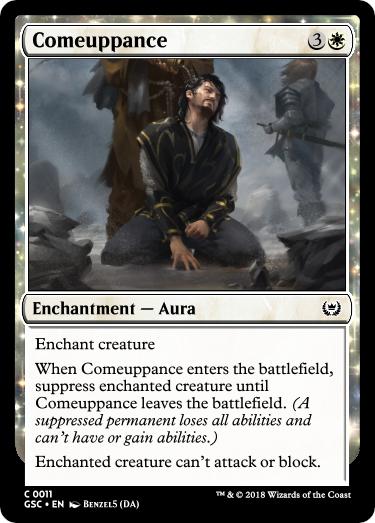 Comeuppance 3
Enchantment — Aura
Enchant creature
When Comeuppance enters the battlefield,
suppress enchanted creature until
Comeuppance leaves the battlefield. (A
suppressed permanent loses all abilities and
can't have or gain abilities.)
Enchanted creature can't attack or block.
C 0011
GSC • EN Benzel5 (DA)
™ & © 2018 Wizards of the Coast